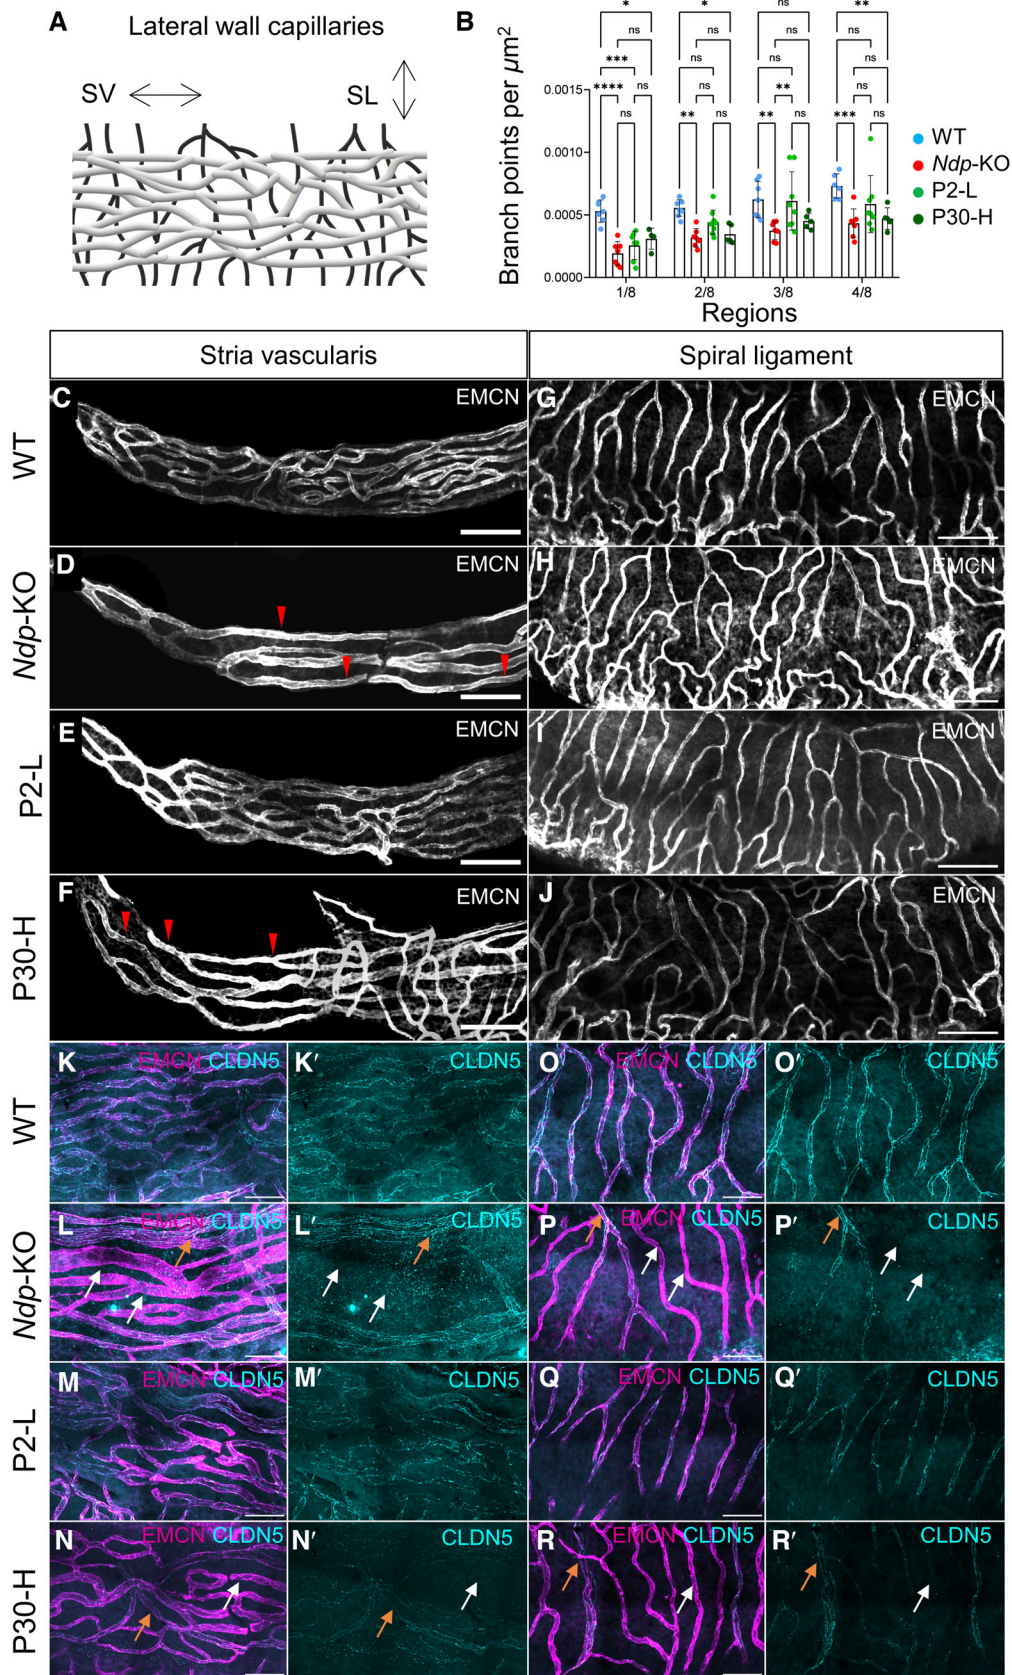 A
Lateral wall capillaries
SV
SL
B
* * ns **
ns ns ns ns
*** ns ns ns
**** ns ** ns ns ns
ns ** ns ** ns *** ns
Branch points per µm2
0.0015
0.0010
0.0005
0.0000
1/8 2/8 3/8 4/8
Regions
WT
Ndp-KO
P2-L
P30-H
Stria vascularis
Spiral ligament
WT
C EMCN
G EMCN
Ndp-KO
D EMCN
H EMCN
P2-L
E EMCN
I EMCN
P30-H
F EMCN
J EMCN
WT
K EMCN CLDN5
K′ CLDN5
O EMCN CLDN5
O′ CLDN5
Ndp-KO
L EMCN CLDN5
L′ CLDN5
P EMCN CLDN5
P′ CLDN5
P2-L
M EMCN CLDN5
M′ CLDN5
Q EMCN CLDN5
Q′ CLDN5
P30-H
N EMCN CLDN5
N′ CLDN5
R EMCN CLDN5
R′ CLDN5